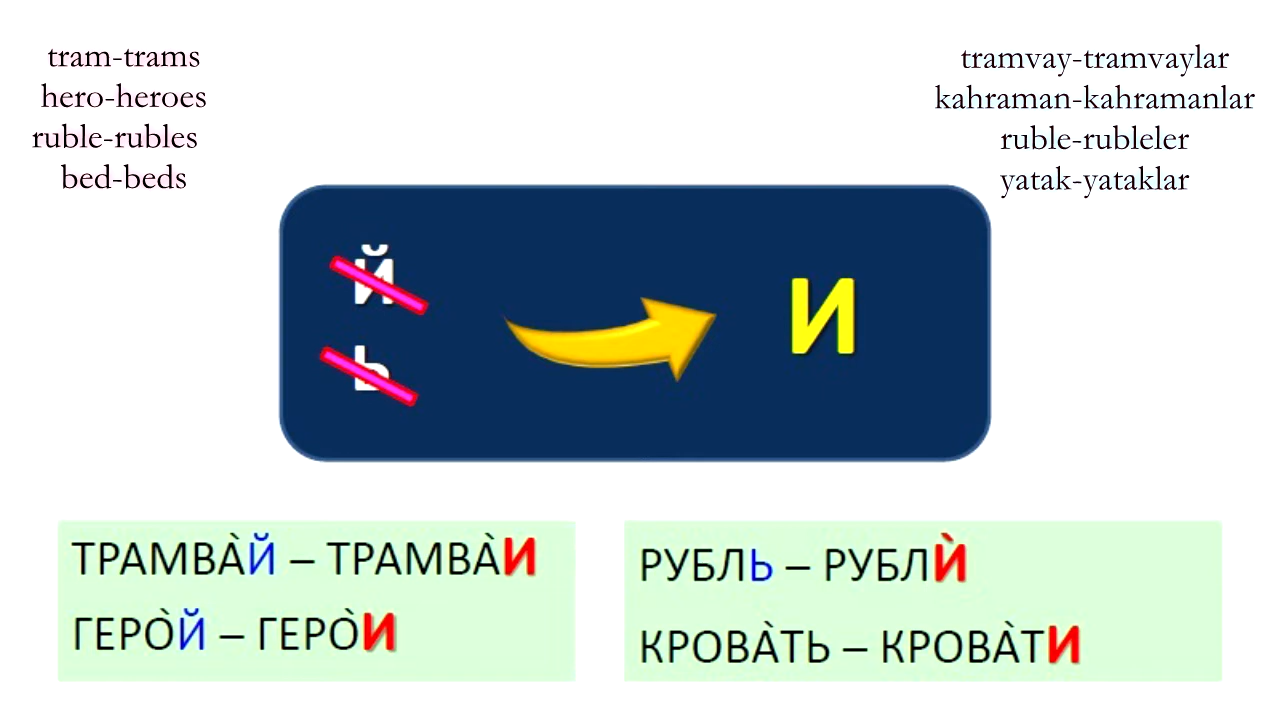 tram-trams
hero-heroes
ruble-rubles
bed-beds
tramvay-tramvaylar
kahraman-kahramanlar
ruble-rubleler
yatak-yataklar
Й
Ь
И
ТРАМВА̀Й – ТРАМВА̀И
ГЕРО̀Й – ГЕРО̀И
РУБЛЬ – РУБЛЍ
КРОВА̀ТЬ – КРОВА̀ТИ